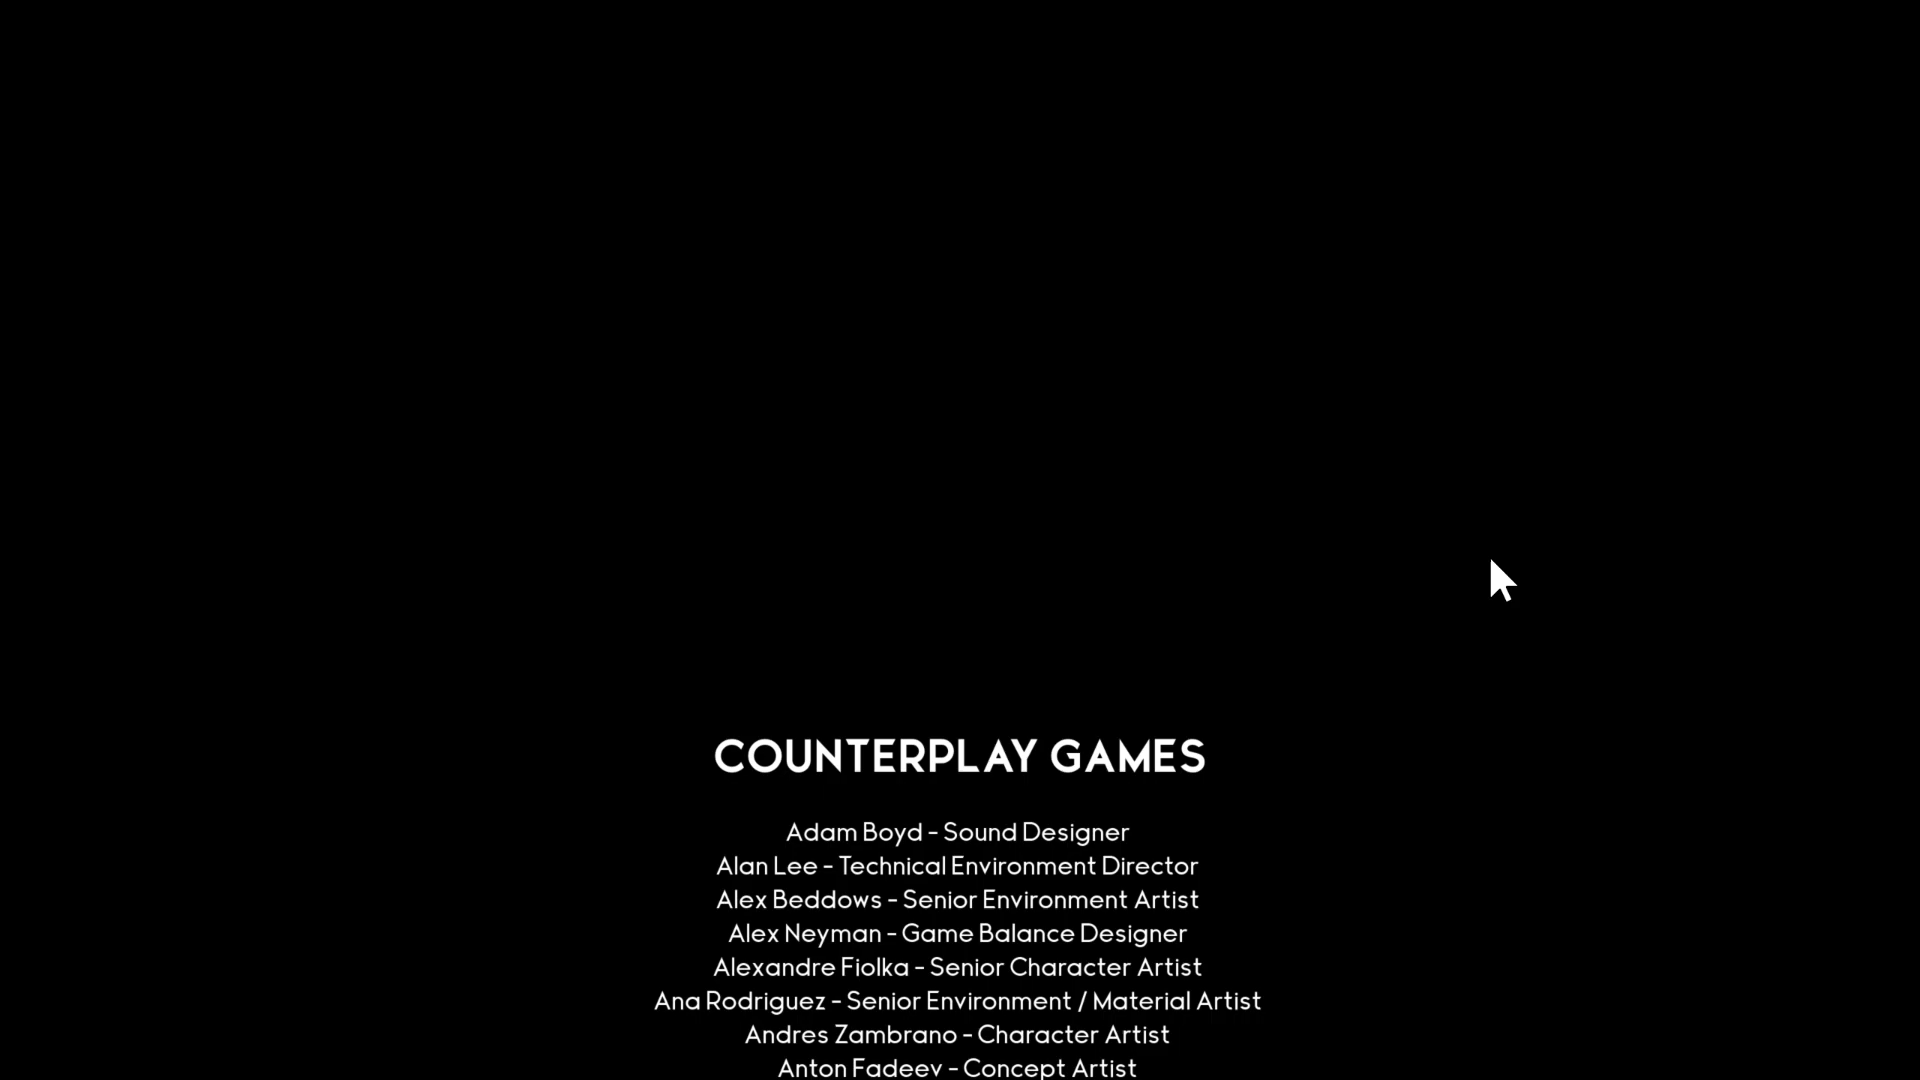 COUNTERPLAY GAMES
Adam Boyd - Sound Designer
Alan Lee - Technical Environment Director
Alex Beddows - Senior Environment Artist
Alex Neyman - Game Balance Designer
Alexandre Fiolka - Senior Character Artist
Ana Rodriguez - Senior Environment / Material Artist
Andres Zambrano - Character Artist
Anton Fadeev - Concept Artist